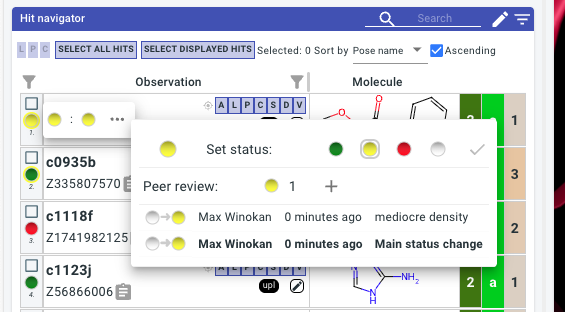 Hit navigator Search
L P C SELECT ALL HITS SELECT DISPLAYED HITS Selected: 0 Sort by Pose name Ascending
Observation Molecule
A L P C S D V
1. : ••• O O 1
Set status:
c0935b
2. Z335807570 3
Peer review: 1 +
c1118f Max Winokan 0 minutes ago mediocre density
3. Z1741982125 2
Max Winokan 0 minutes ago Main status change
c1123j A L P C S D V
4. Z56866006 upl N N H NH₂ 2 a 1